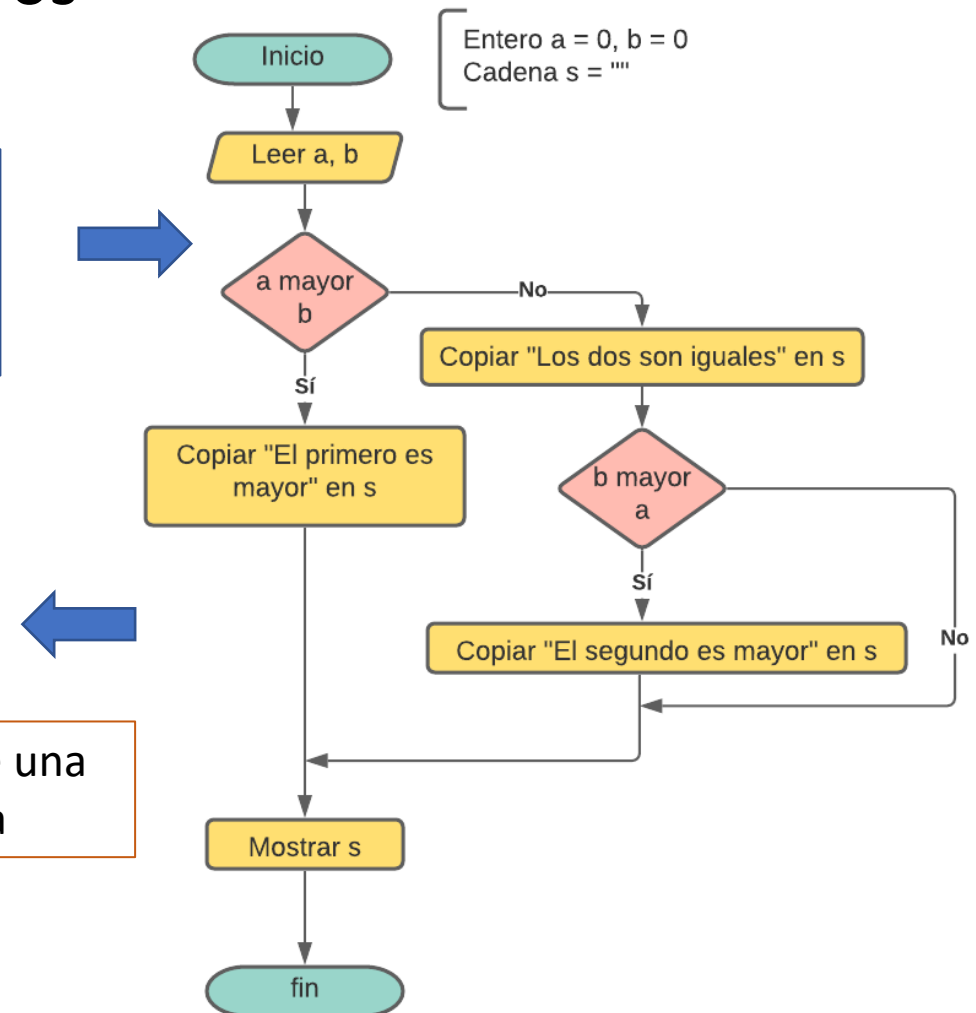 Entero a = 0, b = 0
Cadena s = ""
Inicio
Leer a, b
a mayor
b
No
Copiar "Los dos son iguales" en s
Sí
Copiar "El primero es
mayor" en s
b mayor
a
Sí
No
Copiar "El segundo es mayor" en s
una
Mostrar s
fin